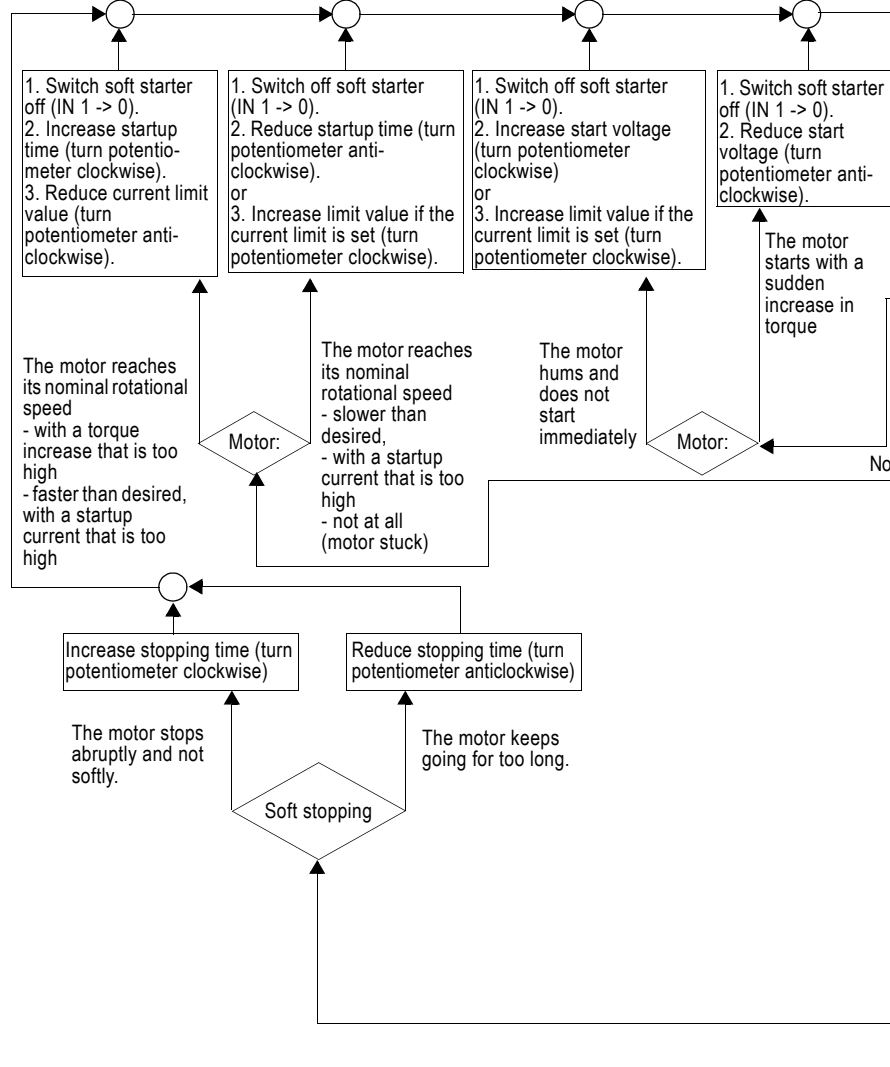 1. Switch soft starter
off (IN 1 -> 0).
2. Increase startup
time (turn potentio-
meter clockwise).
3. Reduce current limit
value (turn
potentiometer anti-
clockwise).
1. Switch off soft starter
(IN 1 -> 0).
2. Reduce startup time (turn
potentiometer anti-
clockwise).
or
3. Increase limit value if the
current limit is set (turn
potentiometer clockwise).
1. Switch off soft starter
(IN 1 -> 0).
2. Increase start voltage
(turn potentiometer
clockwise)
or
3. Increase limit value if the
current limit is set (turn
potentiometer clockwise).
1. Switch soft starter
off (IN 1 -> 0).
2. Reduce start
voltage (turn
potentiometer anti-
clockwise).
The motor
starts with a
sudden
increase in
torque
The motor reaches
its nominal rotational
speed
- with a torque
increase that is too
high
- faster than desired,
with a startup
current that is too
high
Motor:
The motor reaches
its nominal
rotational speed
- slower than
desired,
- with a startup
current that is too
high
- not at all
(motor stuck)
The motor
hums and
does not
start
immediately
Motor:
No
Increase stopping time (turn
potentiometer clockwise)
Reduce stopping time (turn
potentiometer anticlockwise)
The motor stops
abruptly and not
softly.
The motor keeps
going for too long.
Soft stopping